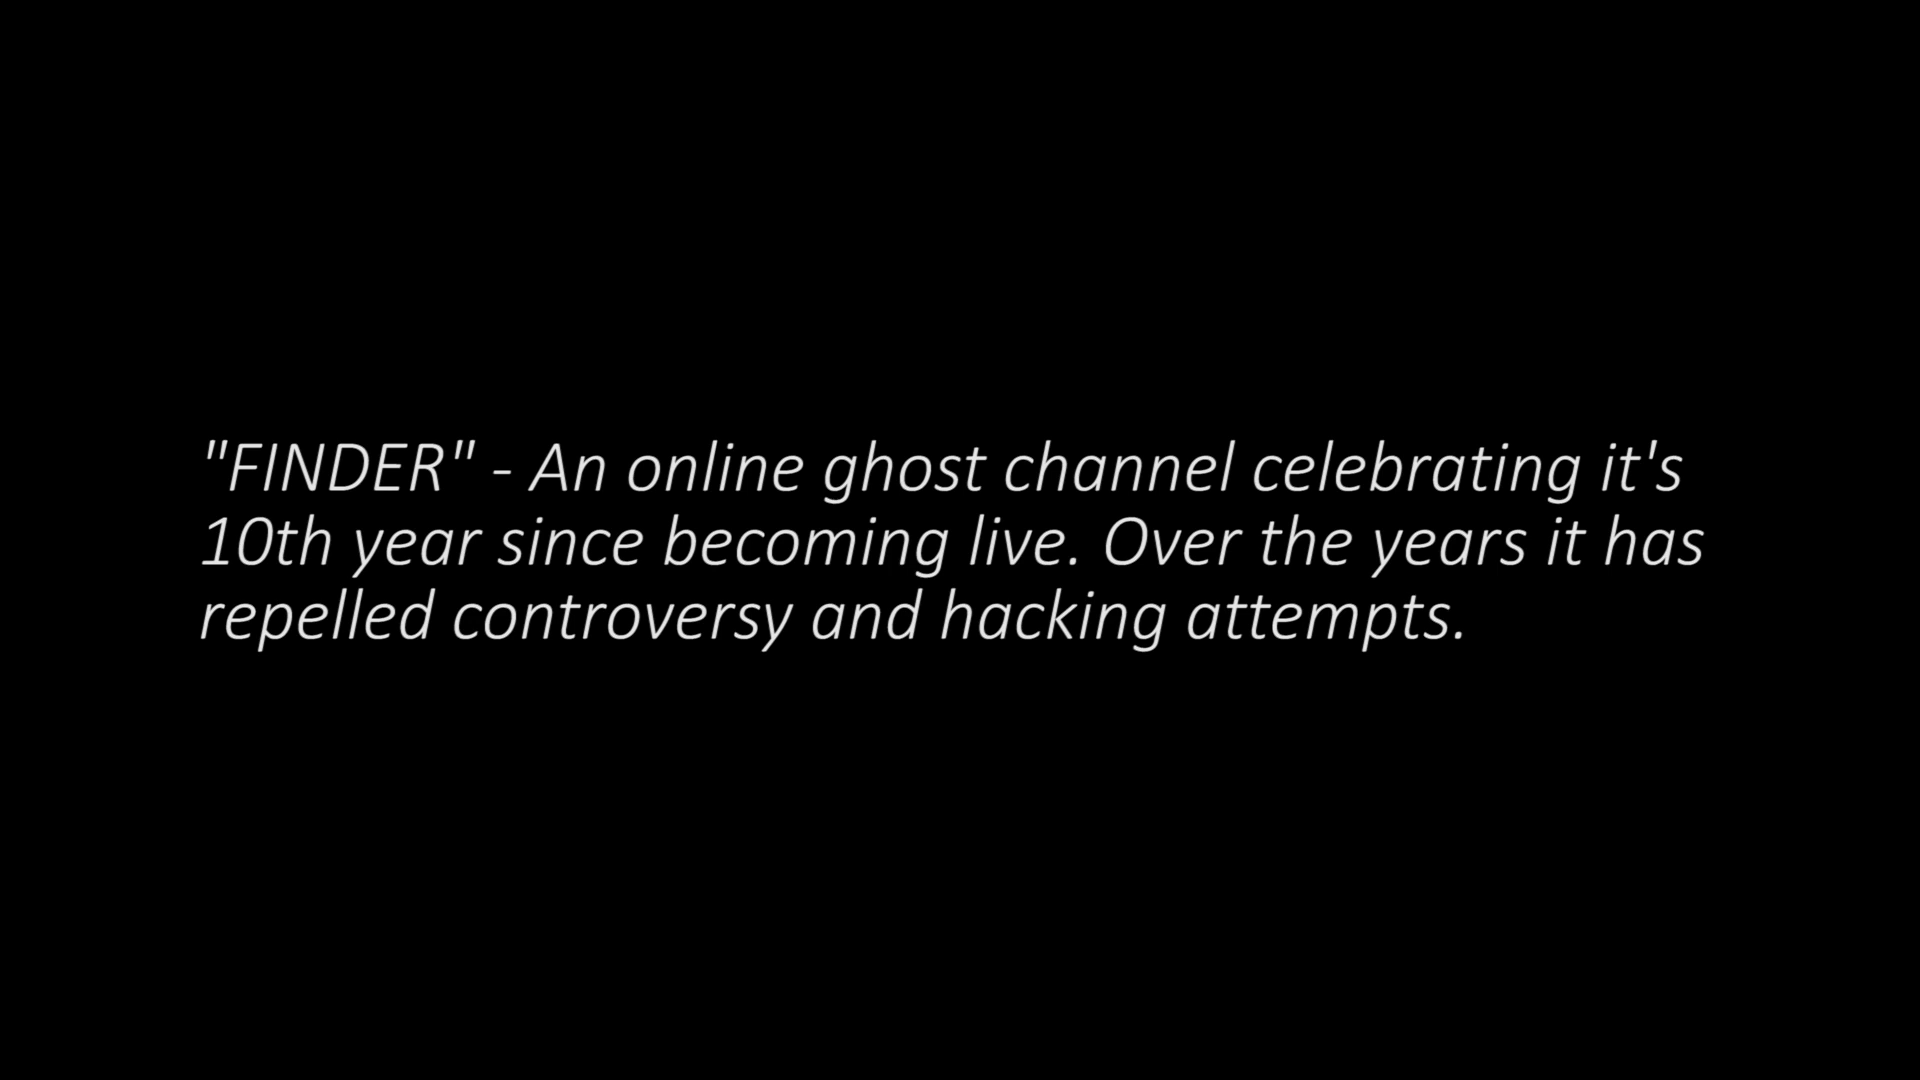 "FINDER" - An online ghost channel celebrating it's
10th year since becoming live. Over the years it has
repelled controversy and hacking attempts.